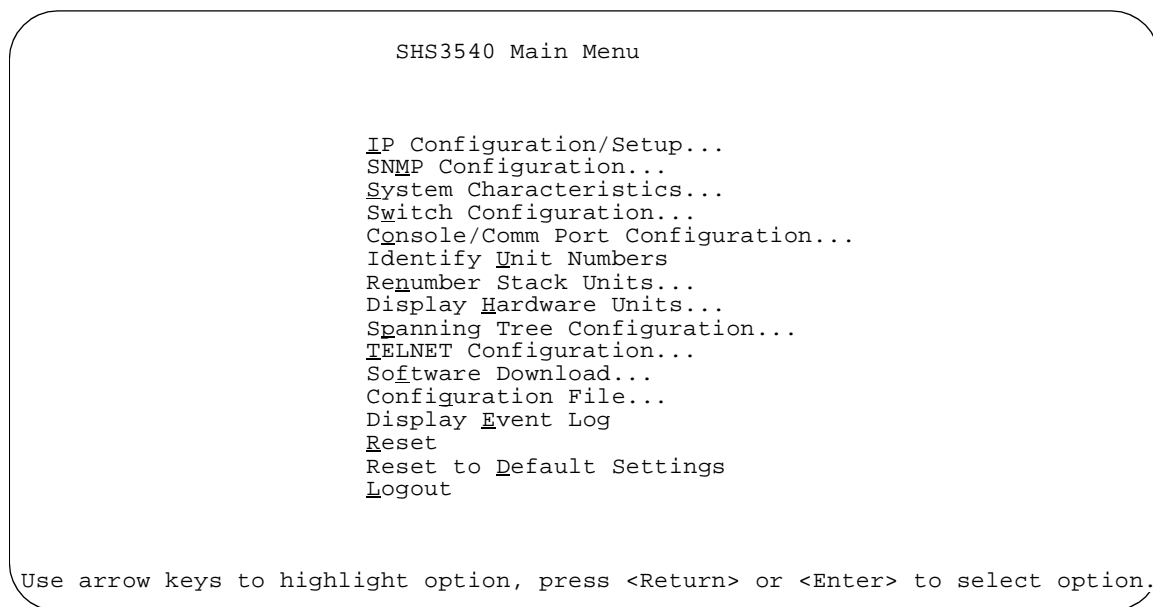 SHS3540 Main Menu
IP Configuration/Setup...
SNMP Configuration...
System Characteristics...
Switch Configuration...
Console/Comm Port Configuration...
Identify Unit Numbers
Renumber Stack Units...
Display Hardware Units...
Spanning Tree Configuration...
TELNET Configuration...
Software Download...
Configuration File...
Display Event Log
Reset
Reset to Default Settings
Logout
Use arrow keys to highlight option, press <Return> or <Enter> to select option.